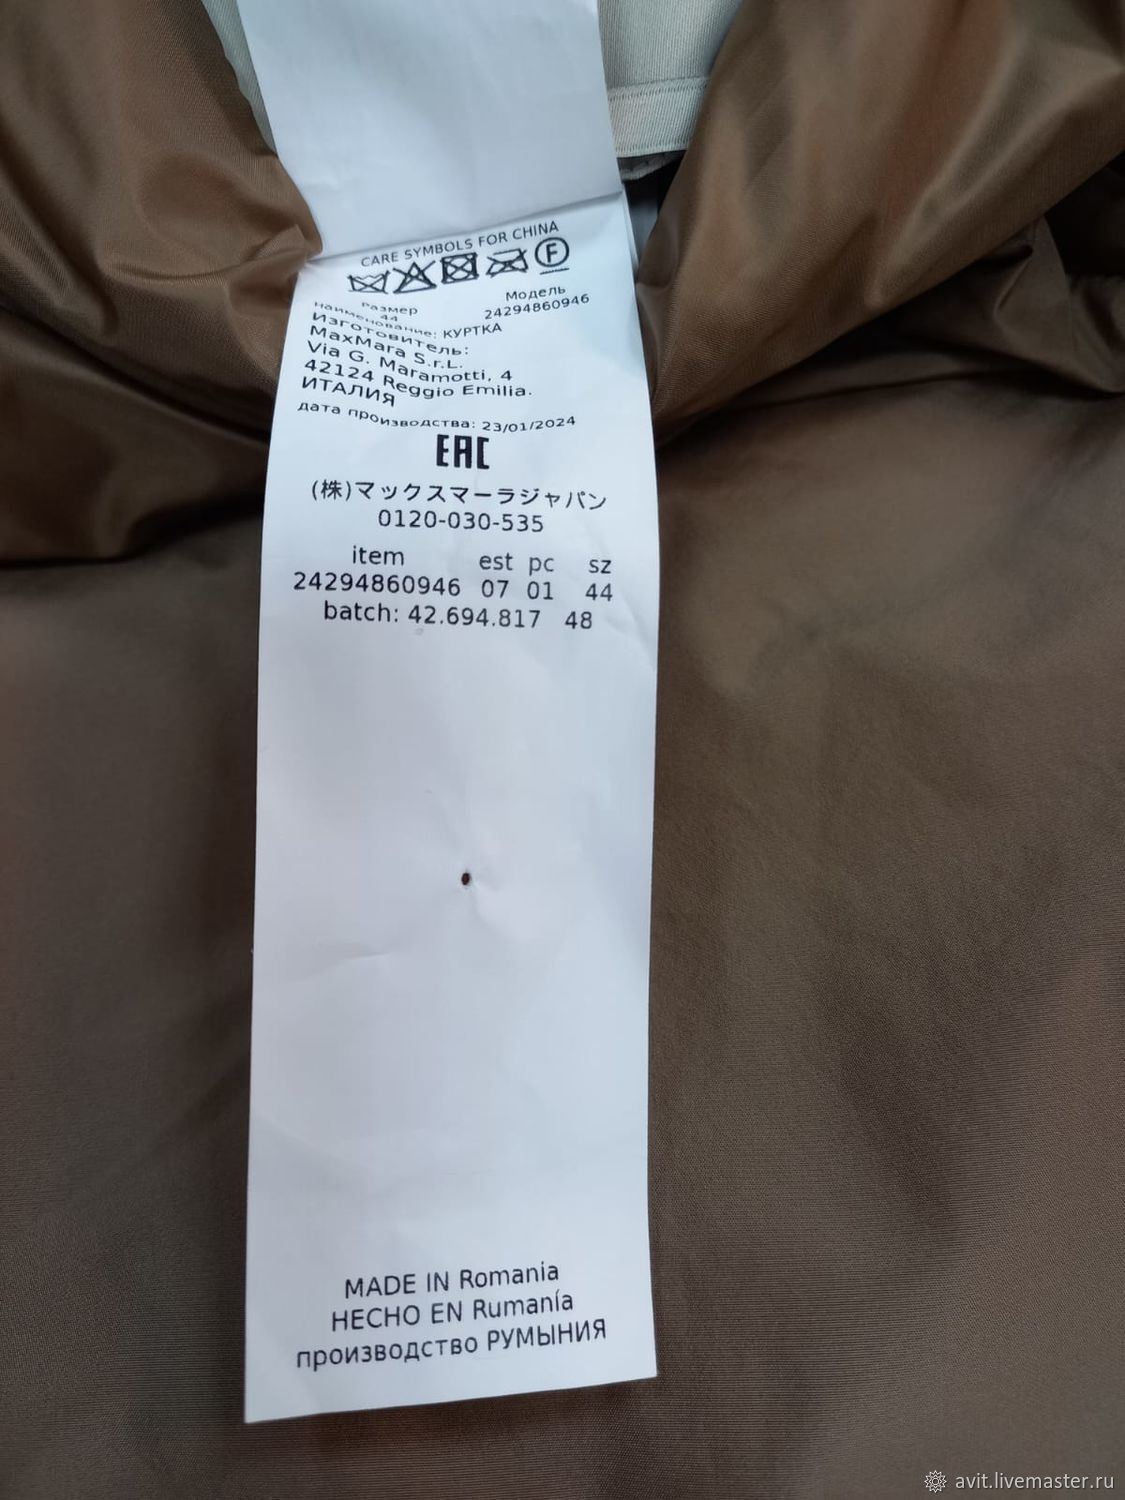 CARE SYMBOLS FOR CHINA
F
размер Модель
44 24294860946
наименование: КУРТКА
Изготовитель:
MaxMara S.r.L.
Via G. Maramotti, 4
42124 Reggio Emilia.
ИТАЛИЯ
дата производства: 23/01/2024
EAC
(株)マックスマーラジャパン
0120-030-535
item est pc sz
24294860946 07 01 44
batch: 42.694.817 48
MADE IN Romania
HECHO EN Rumanía
производство РУМЫНИЯ
avit.livemaster.ru